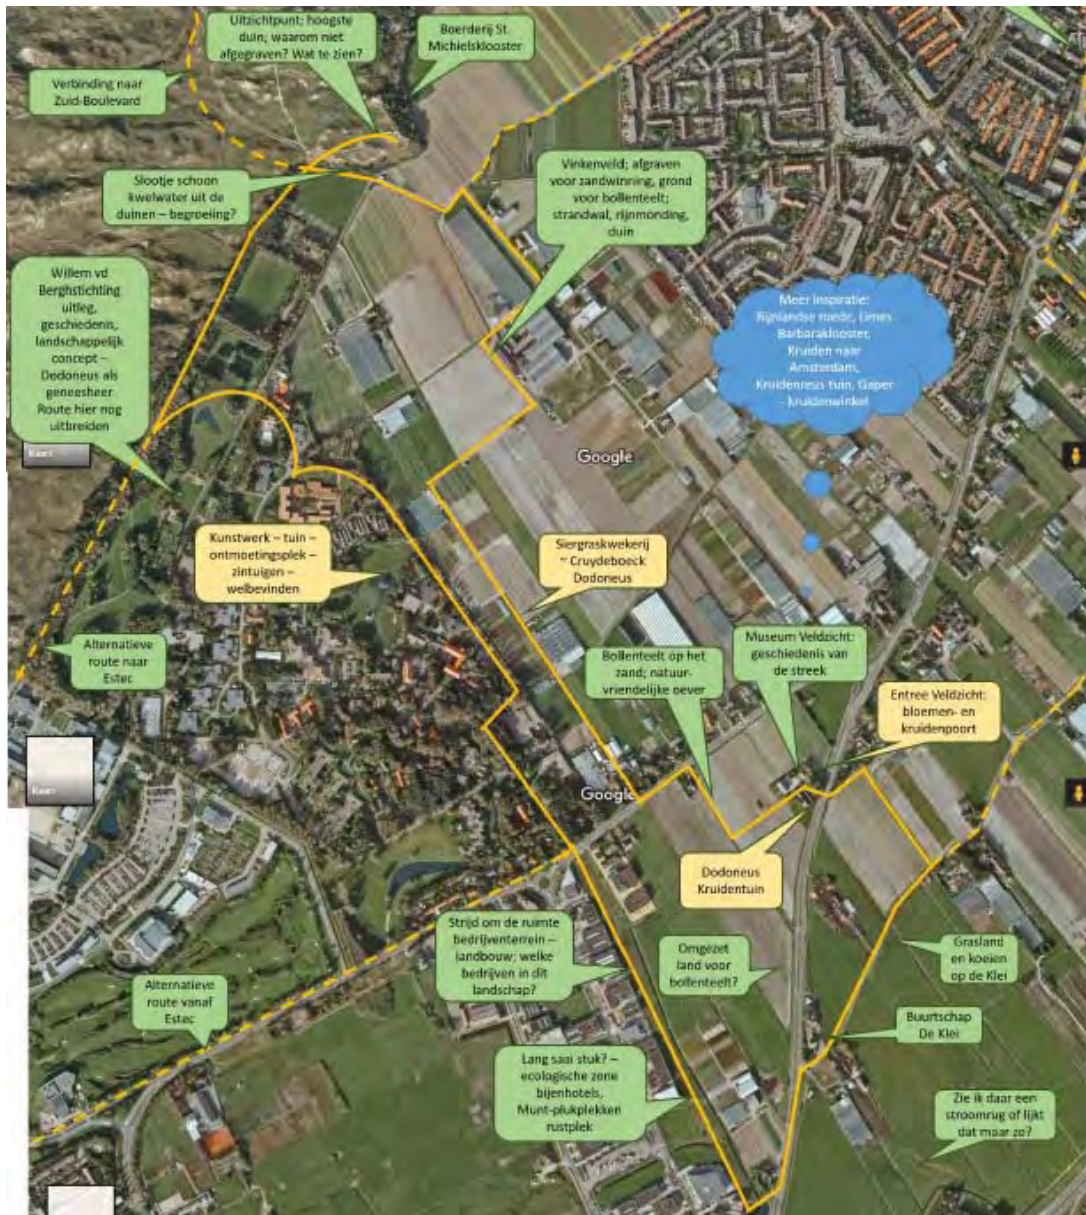 Uitzichtpunt; hoogste
duin; waarom niet
afgegraven? Wat te zien?
Boerderij St.
Michielsklooster
Verbinding naar
Zuid-Boulevard
Slootje schoon
kwelwater uit de
duinen – begroeiing?
Vinkenveld; afgraven
voor zandwinning, grond
voor bollenteelt;
strandwal, rijnmonding,
duin
Willem vd
Berghstichting
uitleg,
geschiedenis,
landschappelijk
concept –
Dodoneus als
geneesheer
Route hier nog
uitbreiden
Meer inspiratie:
Rijnlandse roede, Limes
Barbaraklooster,
Kruiden naar
Amsterdam,
Kruidenreus tuin, Gaper
- kruidenwinkel
Kaart
Google
Kunstwerk – tuin –
ontmoetingsplek –
zintuigen –
welbevinden
Siergraskwekerij
~ Cruydeboeck
Dodoneus
Alternatieve
route naar
Estec
Bollenteelt op het
zand; natuur-
vriendelijke oever
Museum Veldzicht:
geschiedenis van
de streek
Entree Veldzicht:
bloemen- en
kruidenpoort
Kaart
Google
Dodoneus
Kruidentuin
Strijd om de ruimte
bedrijventerrein –
landbouw; welke
bedrijven in dit
landschap?
Omgezet
land voor
bollenteelt?
Grasland
en koeien
op de Klei
Alternatieve
route vanaf
Estec
Buurtschap
De Klei
Lang saai stuk? –
ecologische zone
bijenhotels,
Munt-plukplekken
rustplek
Zie ik daar een
stroomrug of lijkt
dat maar zo?